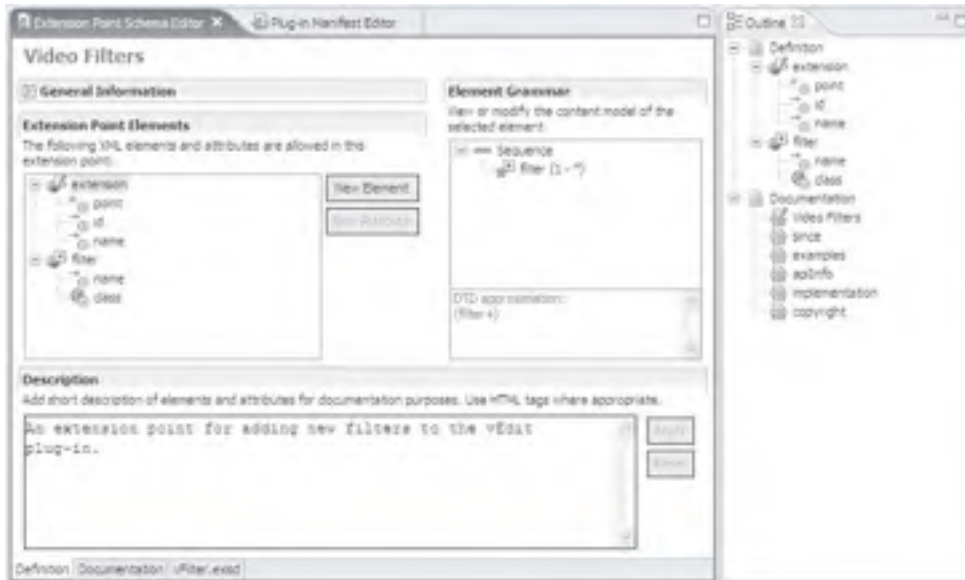 Extension Point Schema Editor
Plug-in Manifest Editor
Video Filters
General Information
Extension Point Elements
The following XML elements and attributes are allowed in this
extension point:
extension
point
id
name
filter
name
class
New Element
New Attribute
Element Grammar
View or modify the content model of the
selected element.
Sequence
filter (1 - *)
DTD approximation:
(filter+)
Description
Add short description of elements and attributes for documentation purposes. Use HTML tags where appropriate.
An extension point for adding new filters to the vEdit
plug-in.
Apply
Reset
Definition Documentation vFilter.exsd
Outline
Definition
extension
point
id
name
filter
name
class
Documentation
Video Filters
since
examples
apiInfo
implementation
copyright